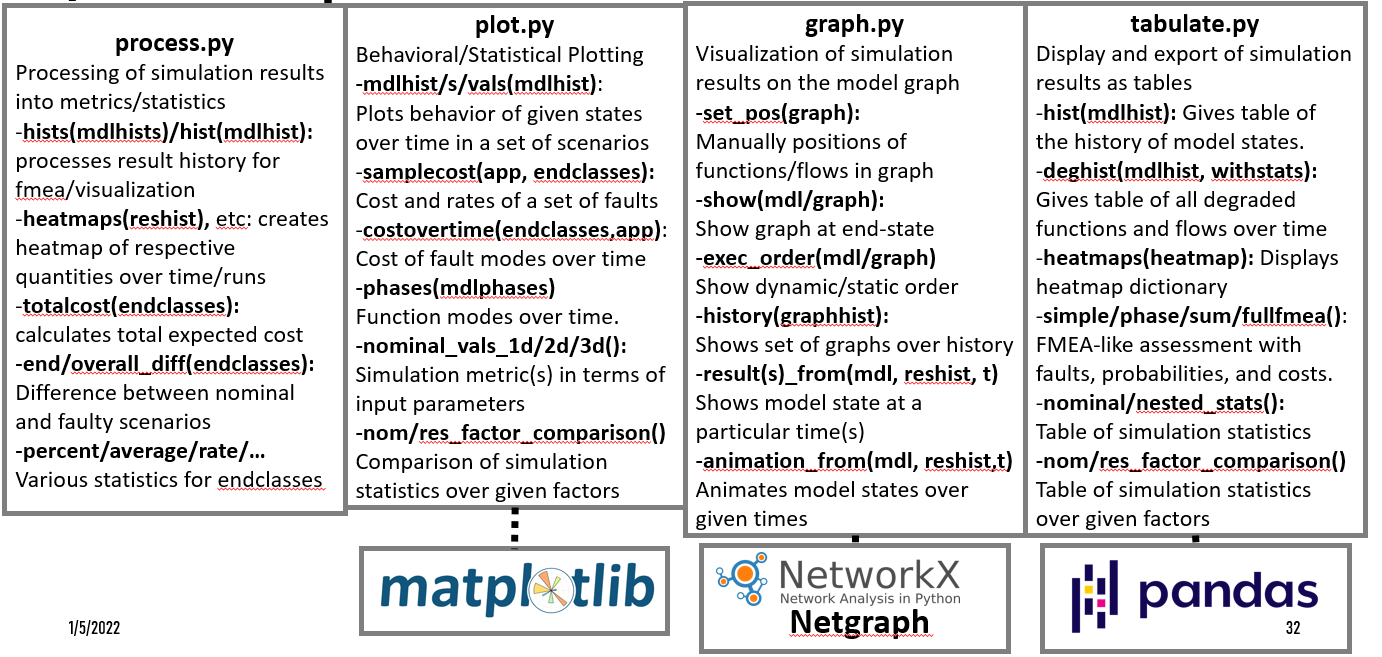 process.py
Processing of simulation results
into metrics/statistics
-hists(mdlhists)/hist(mdlhist):
processes result history for
fmea/visualization
-heatmaps(reshist), etc: creates
heatmap of respective
quantities over time/runs
-totalcost(endclasses):
calculates total expected cost
-end/overall_diff(endclasses):
Difference between nominal
and faulty scenarios
-percent/average/rate/...
Various statistics for endclasses
plot.py
Behavioral/Statistical Plotting
-mdlhist/s/vals(mdlhist):
Plots behavior of given states
over time in a set of scenarios
-samplecost(app, endclasses):
Cost and rates of a set of faults
-costovertime(endclasses,app):
Cost of fault modes over time
-phases(mdlphases)
Function modes over time.
-nominal_vals_1d/2d/3d():
Simulation metric(s) in terms of
input parameters
-nom/res_factor_comparison()
Comparison of simulation
statistics over given factors
graph.py
Visualization of simulation
results on the model graph
-set_pos(graph):
Manually positions of
functions/flows in graph
-show(mdl/graph):
Show graph at end-state
-exec_order(mdl/graph)
Show dynamic/static order
-history(graphhist):
Shows set of graphs over history
-result(s)_from(mdl, reshist, t)
Shows model state at a
particular time(s)
-animation_from(mdl, reshist,t)
Animates model states over
given times
tabulate.py
Display and export of simulation
results as tables
-hist(mdlhist): Gives table of
the history of model states.
-deghist(mdlhist, withstats):
Gives table of all degraded
functions and flows over time
-heatmaps(heatmap): Displays
heatmap dictionary
-simple/phase/sum/fullfmea():
FMEA-like assessment with
faults, probabilities, and costs.
-nominal/nested_stats():
Table of simulation statistics
-nom/res_factor_comparison()
Table of simulation statistics
over given factors
matplotlib
NetworkX
Network Analysis in Python
Netgraph
pandas
1/5/2022
32